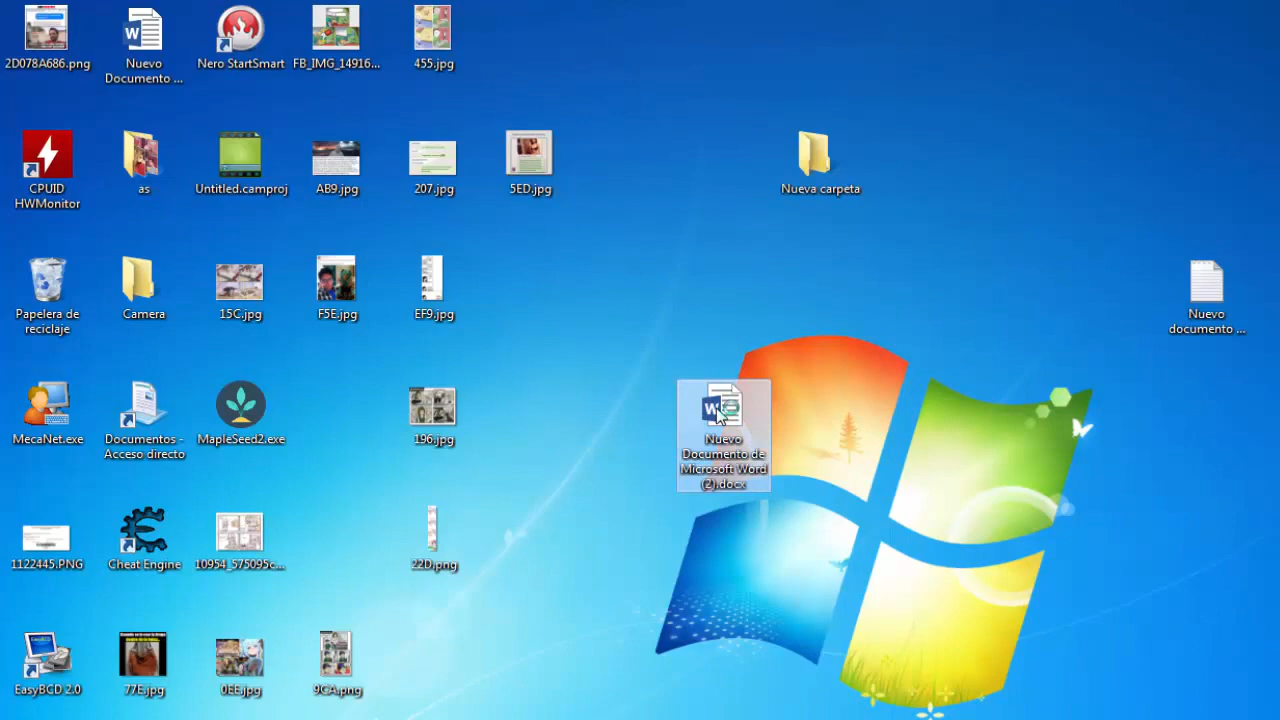 2D078A686.png
Nuevo
Documento ...
Nero StartSmart
FB_IMG_14916...
455.jpg
CPUID
HWMonitor
as
Untitled.camproj
AB9.jpg
207.jpg
5ED.jpg
Nueva carpeta
Papelera de
reciclaje
Camera
15C.jpg
F5E.jpg
EF9.jpg
Nuevo
documento ...
MecaNet.exe
Documentos -
Acceso directo
MapleSeed2.exe
196.jpg
Nuevo
Documento de
Microsoft Word
(2).docx
1122445.PNG
Cheat Engine
10954_575095c...
22D.png
EasyBCD 2.0
77E.jpg
0EE.jpg
9CA.png